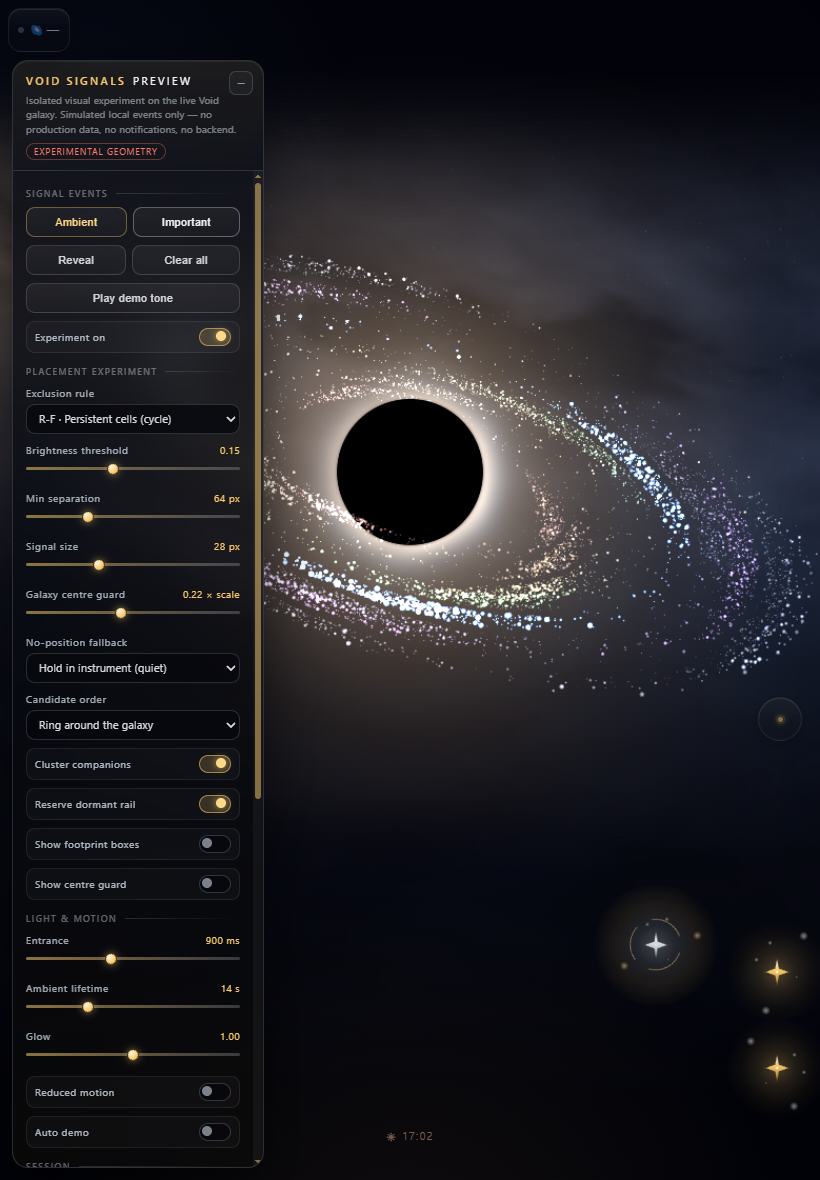 VOID SIGNALS PREVIEW
–
Isolated visual experiment on the live Void
galaxy. Simulated local events only — no
production data, no notifications, no backend.
EXPERIMENTAL GEOMETRY
SIGNAL EVENTS
Ambient
Important
Reveal
Clear all
Play demo tone
Experiment on
PLACEMENT EXPERIMENT
Exclusion rule
R-F · Persistent cells (cycle)
Brightness threshold 0.15
Min separation 64 px
Signal size 28 px
Galaxy centre guard 0.22 × scale
No-position fallback
Hold in instrument (quiet)
Candidate order
Ring around the galaxy
Cluster companions
Reserve dormant rail
Show footprint boxes
Show centre guard
LIGHT & MOTION
Entrance 900 ms
Ambient lifetime 14 s
Glow 1.00
Reduced motion
Auto demo
SESSION
17:02